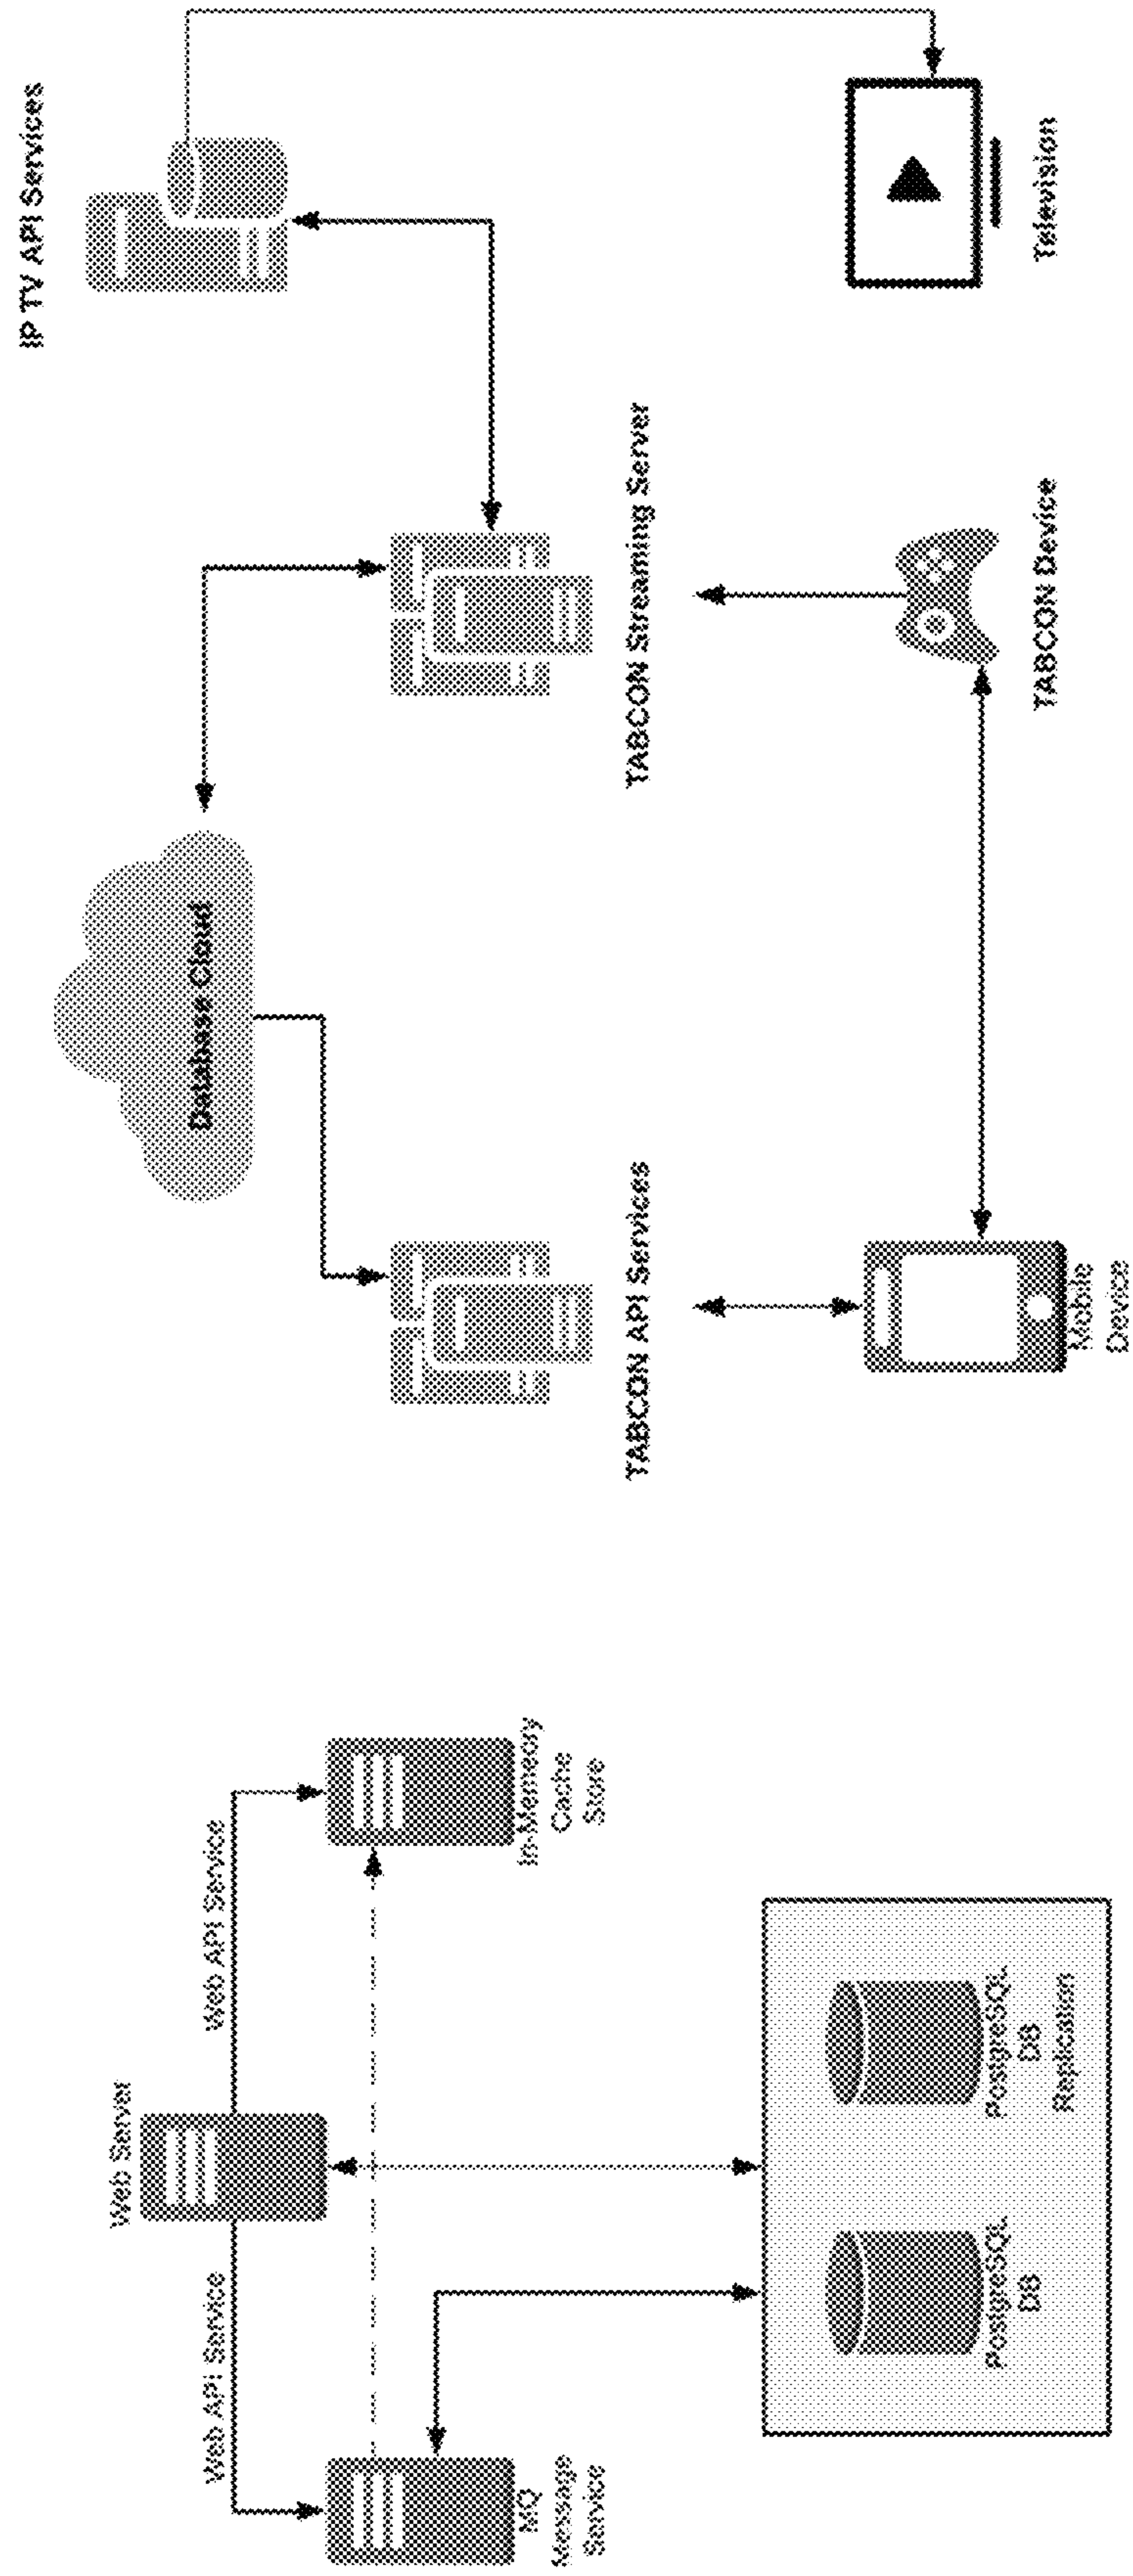 Web Server
Web API Service
Web API Service
MQ
Message
Service
In-Memory
Cache
Store
PostgreSQL
DB
PostgreSQL
DB
Replication
IP TV API Services
Database Cloud
TABCON API Services
TABCON Streaming Server
Mobile
Device
TABCON Device
Television